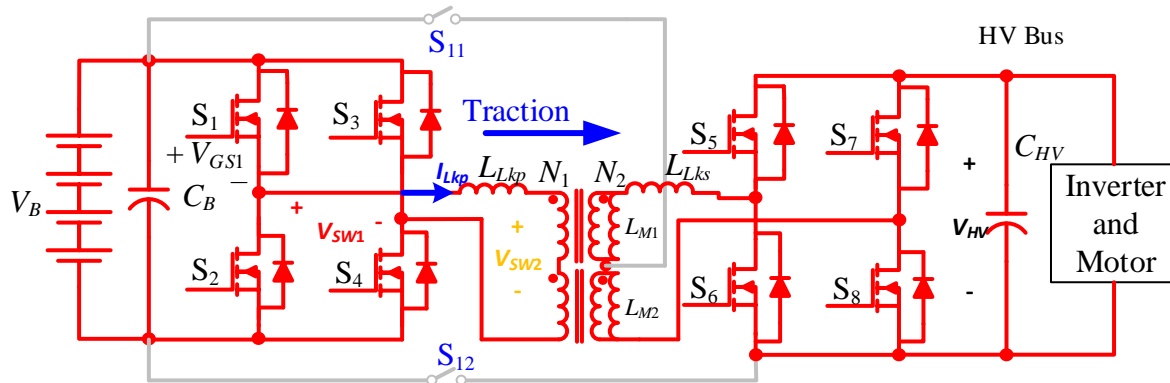 S11
HV Bus
S1
S3
Traction
S5
S7
+ VGS1 −
ILkp
LLkp
N1
N2
LLks
CHV
VB
CB
+ VSW1 -
+ VSW2 -
LM1
+ VHV -
Inverter
and
Motor
S2
S4
LM2
S6
S8
S12